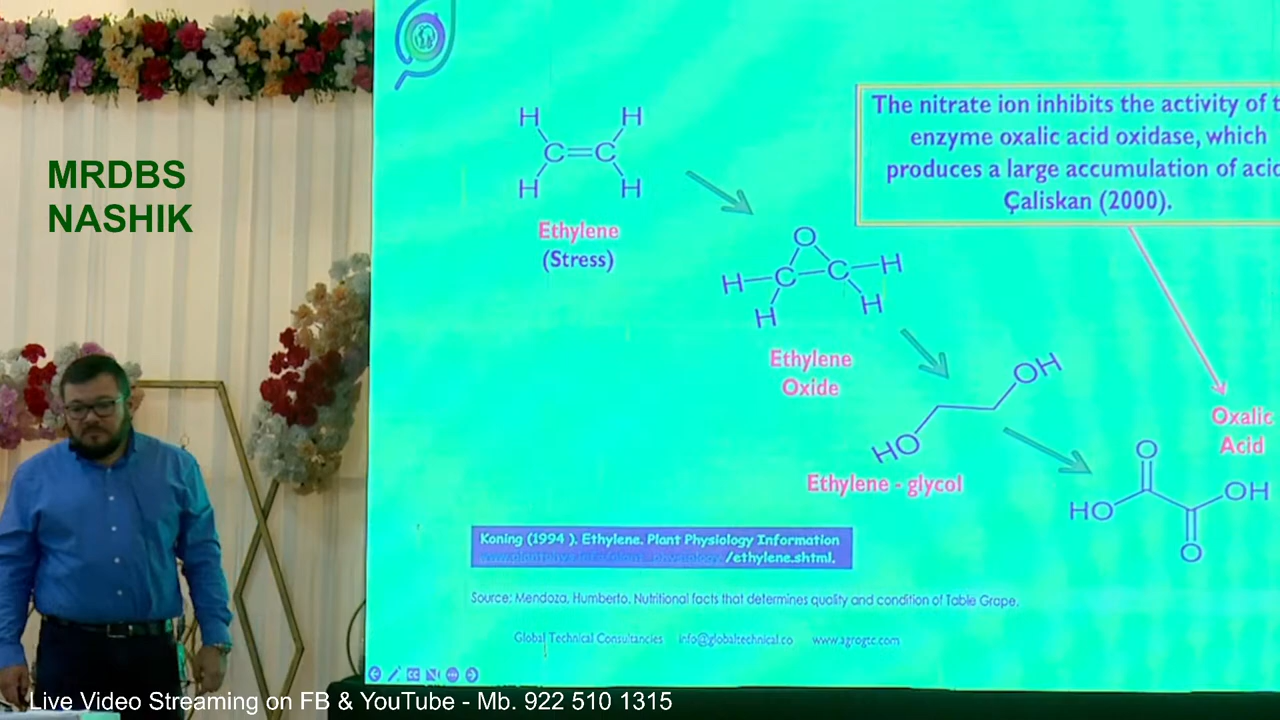 MRDBS
NASHIK
H H
C=C
H H
Ethylene
(Stress)
The nitrate ion inhibits the activity of t
enzyme oxalic acid oxidase, which
produces a large accumulation of acid
Çaliskan (2000).
O
H C C H
H H
Ethylene
Oxide
OH
HO
Ethylene - glycol
Oxalic
Acid
O
HO OH
O
Koning (1994 ). Ethylene. Plant Physiology Information
/ethylene.shtml.
Source: Mendoza, Humberto. Nutritional facts that determines quality and condition of Table Grape.
Global Technical Consultancies info@globaltechnical.co www.agrogtc.com
CC
Live Video Streaming on FB & YouTube - Mb. 922 510 1315